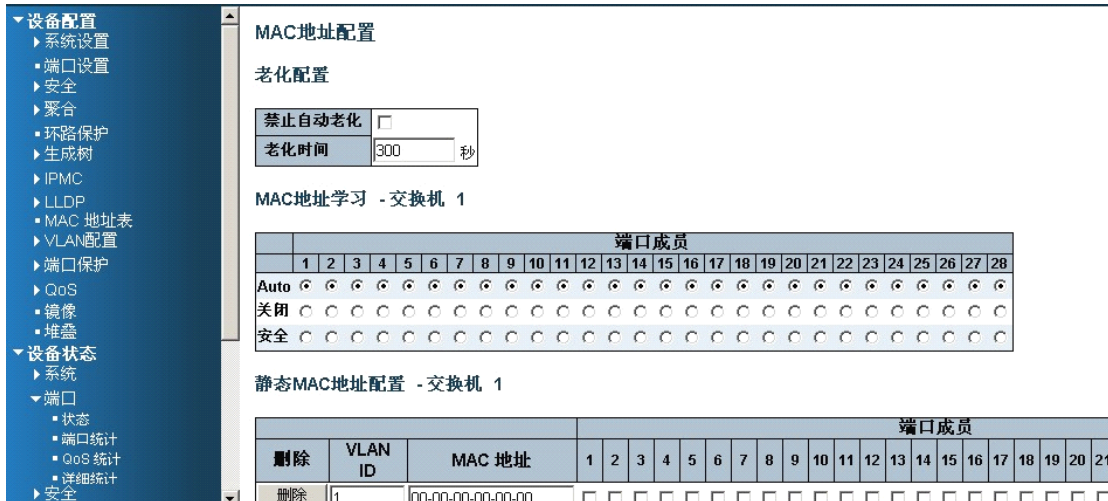 设备配置
系统设置
端口设置
安全
聚合
环路保护
生成树
IPMC
LLDP
MAC 地址表
VLAN配置
端口保护
QoS
镜像
堆叠
设备状态
系统
端口
状态
端口统计
QoS 统计
详细统计
安全
MAC地址配置
老化配置
禁止自动老化
老化时间 300 秒
MAC地址学习 - 交换机 1
端口成员
1 2 3 4 5 6 7 8 9 10 11 12 13 14 15 16 17 18 19 20 21 22 23 24 25 26 27 28
Auto
关闭
安全
静态MAC地址配置 - 交换机 1
端口成员
删除 VLAN ID MAC 地址 1 2 3 4 5 6 7 8 9 10 11 12 13 14 15 16 17 18 19 20 21
删除 1 00-00-00-00-00-00